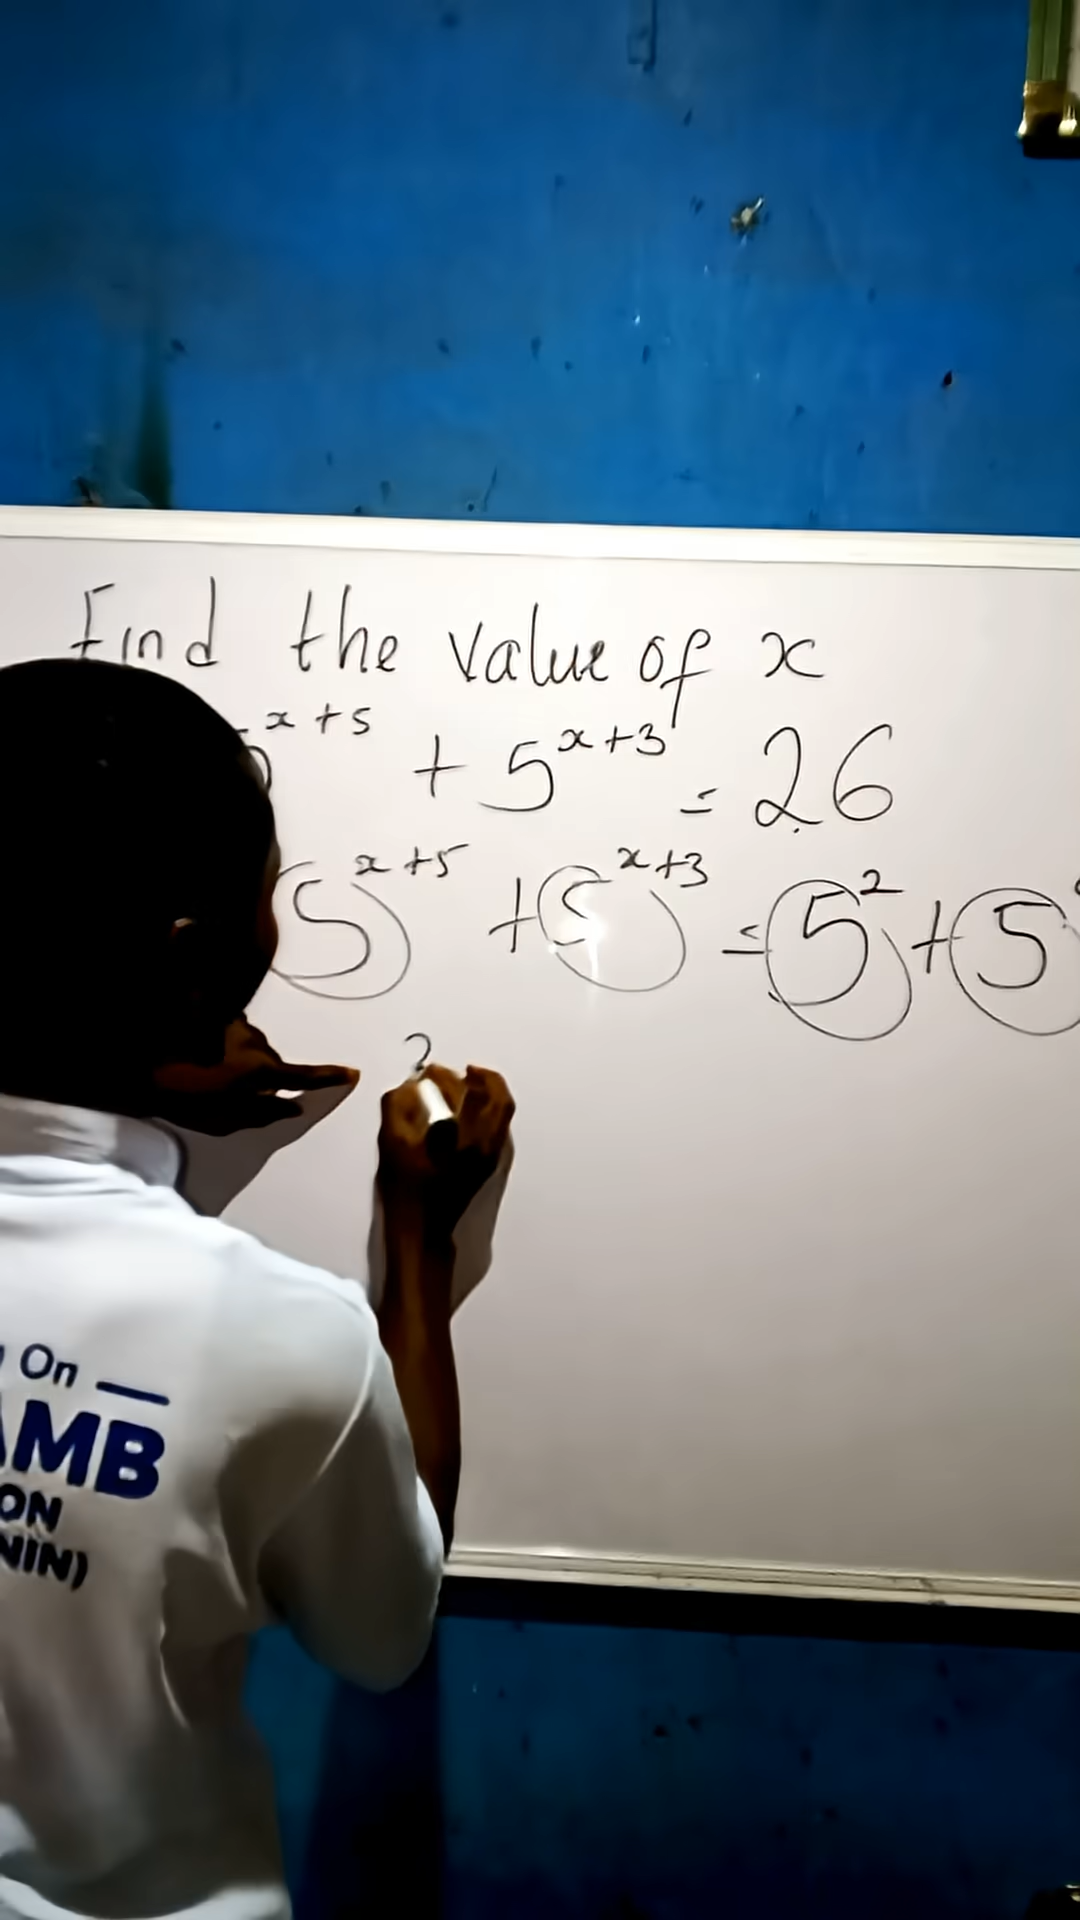 Find the value of x
5^x+5 + 5^x+3 = 26
5^x+5 + 5^x+3 = 5^2 + 5
On
AMB
ON
NIN)